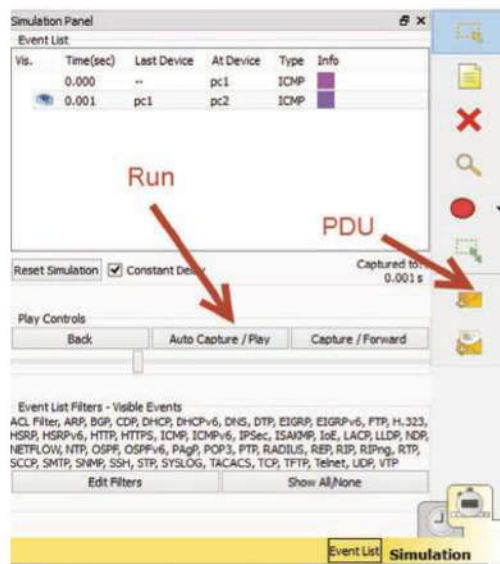 Simulation Panel
Event List
Vis. Time(sec) Last Device At Device Type Info
0.000 -- pc1 ICMP
0.001 pc1 pc2 ICMP
Run
PDU
Reset Simulation Constant Delay Captured to:
0.001 s
Play Controls
Back Auto Capture / Play Capture / Forward
Event List Filters - Visible Events
ACL Filter, ARP, BGP, CDP, DHCP, DHCPv6, DNS, DTP, EIGRP, EIGRPv6, FTP, H.323,
HSRP, HSRPv6, HTTP, HTTPS, ICMP, ICMPv6, IPSec, ISAKMP, IoE, LACP, LLDP, NDP,
NETFLOW, NTP, OSPF, OSPFv6, PAgP, POP3, PTP, RADIUS, REP, RIP, RIPng, RTP,
SCCP, SMTP, SNMP, SSH, STP, SYSLOG, TACACS, TCP, TFTP, Telnet, UDP, VTP
Edit Filters Show All/None
Event List Simulation